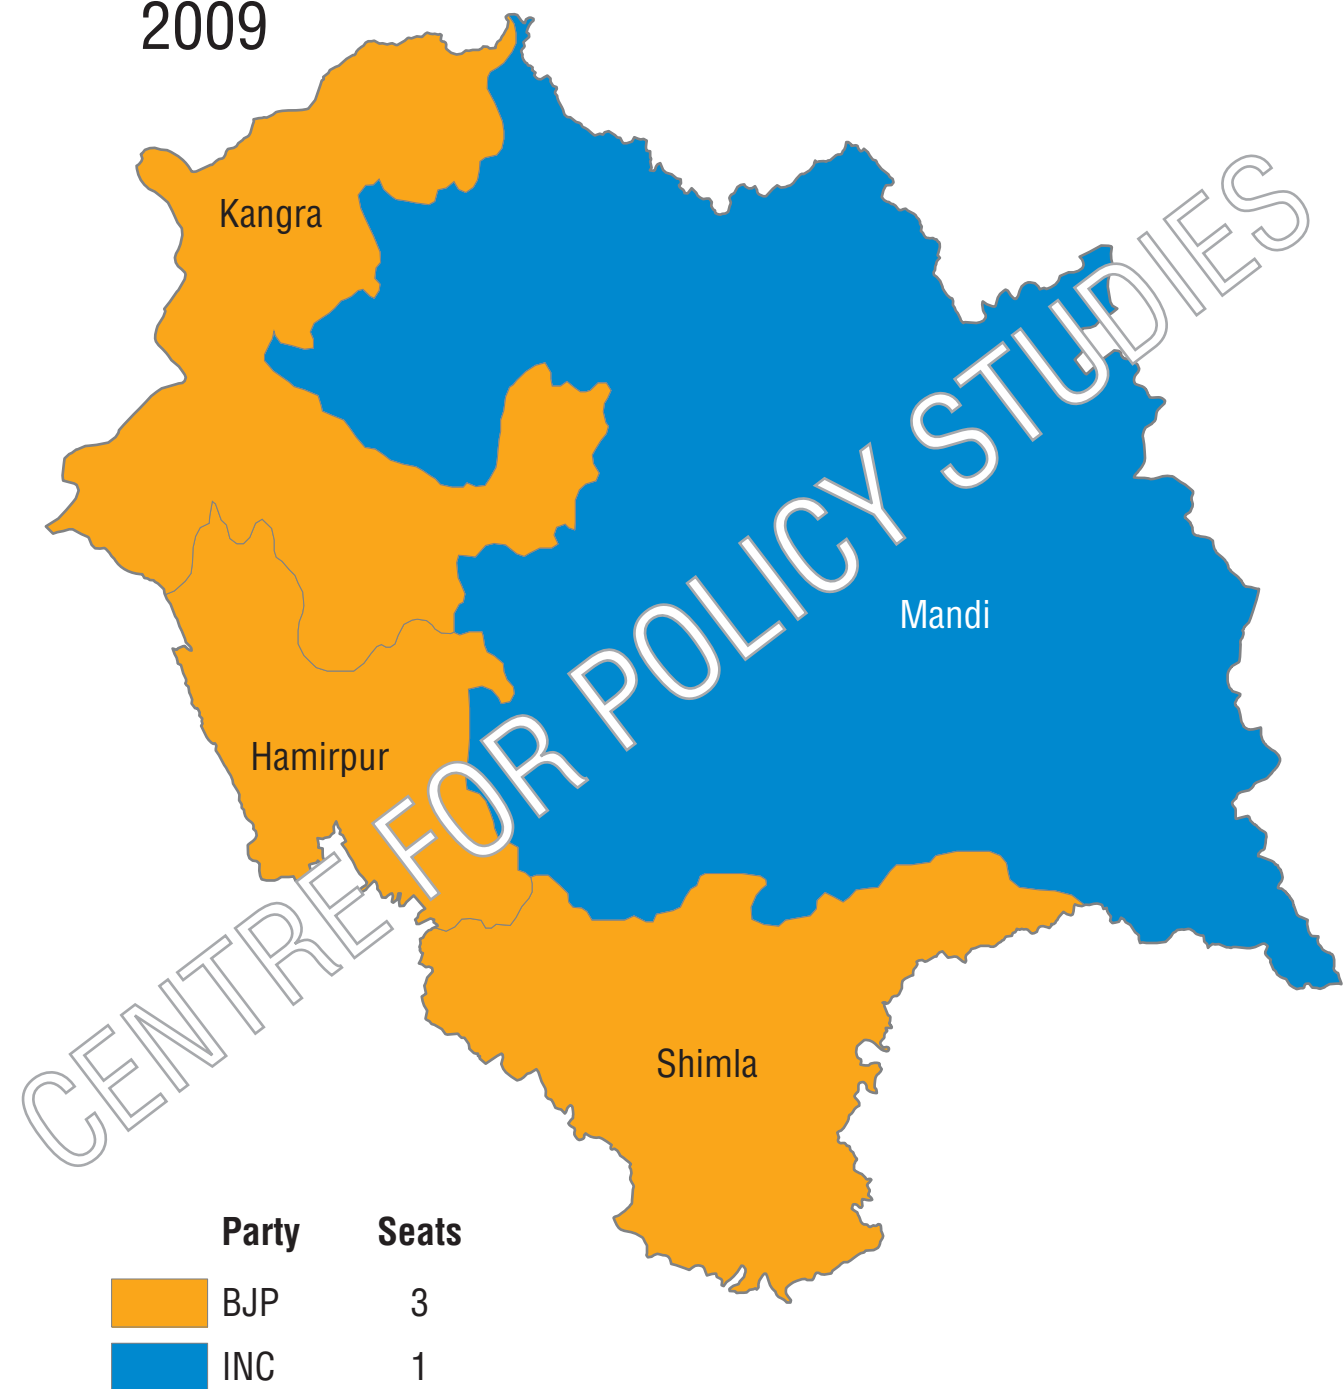 2009
Kangra
Mandi
Hamirpur
Shimla
CENTRE FOR POLICY STUDIES
Party Seats
BJP 3
INC 1